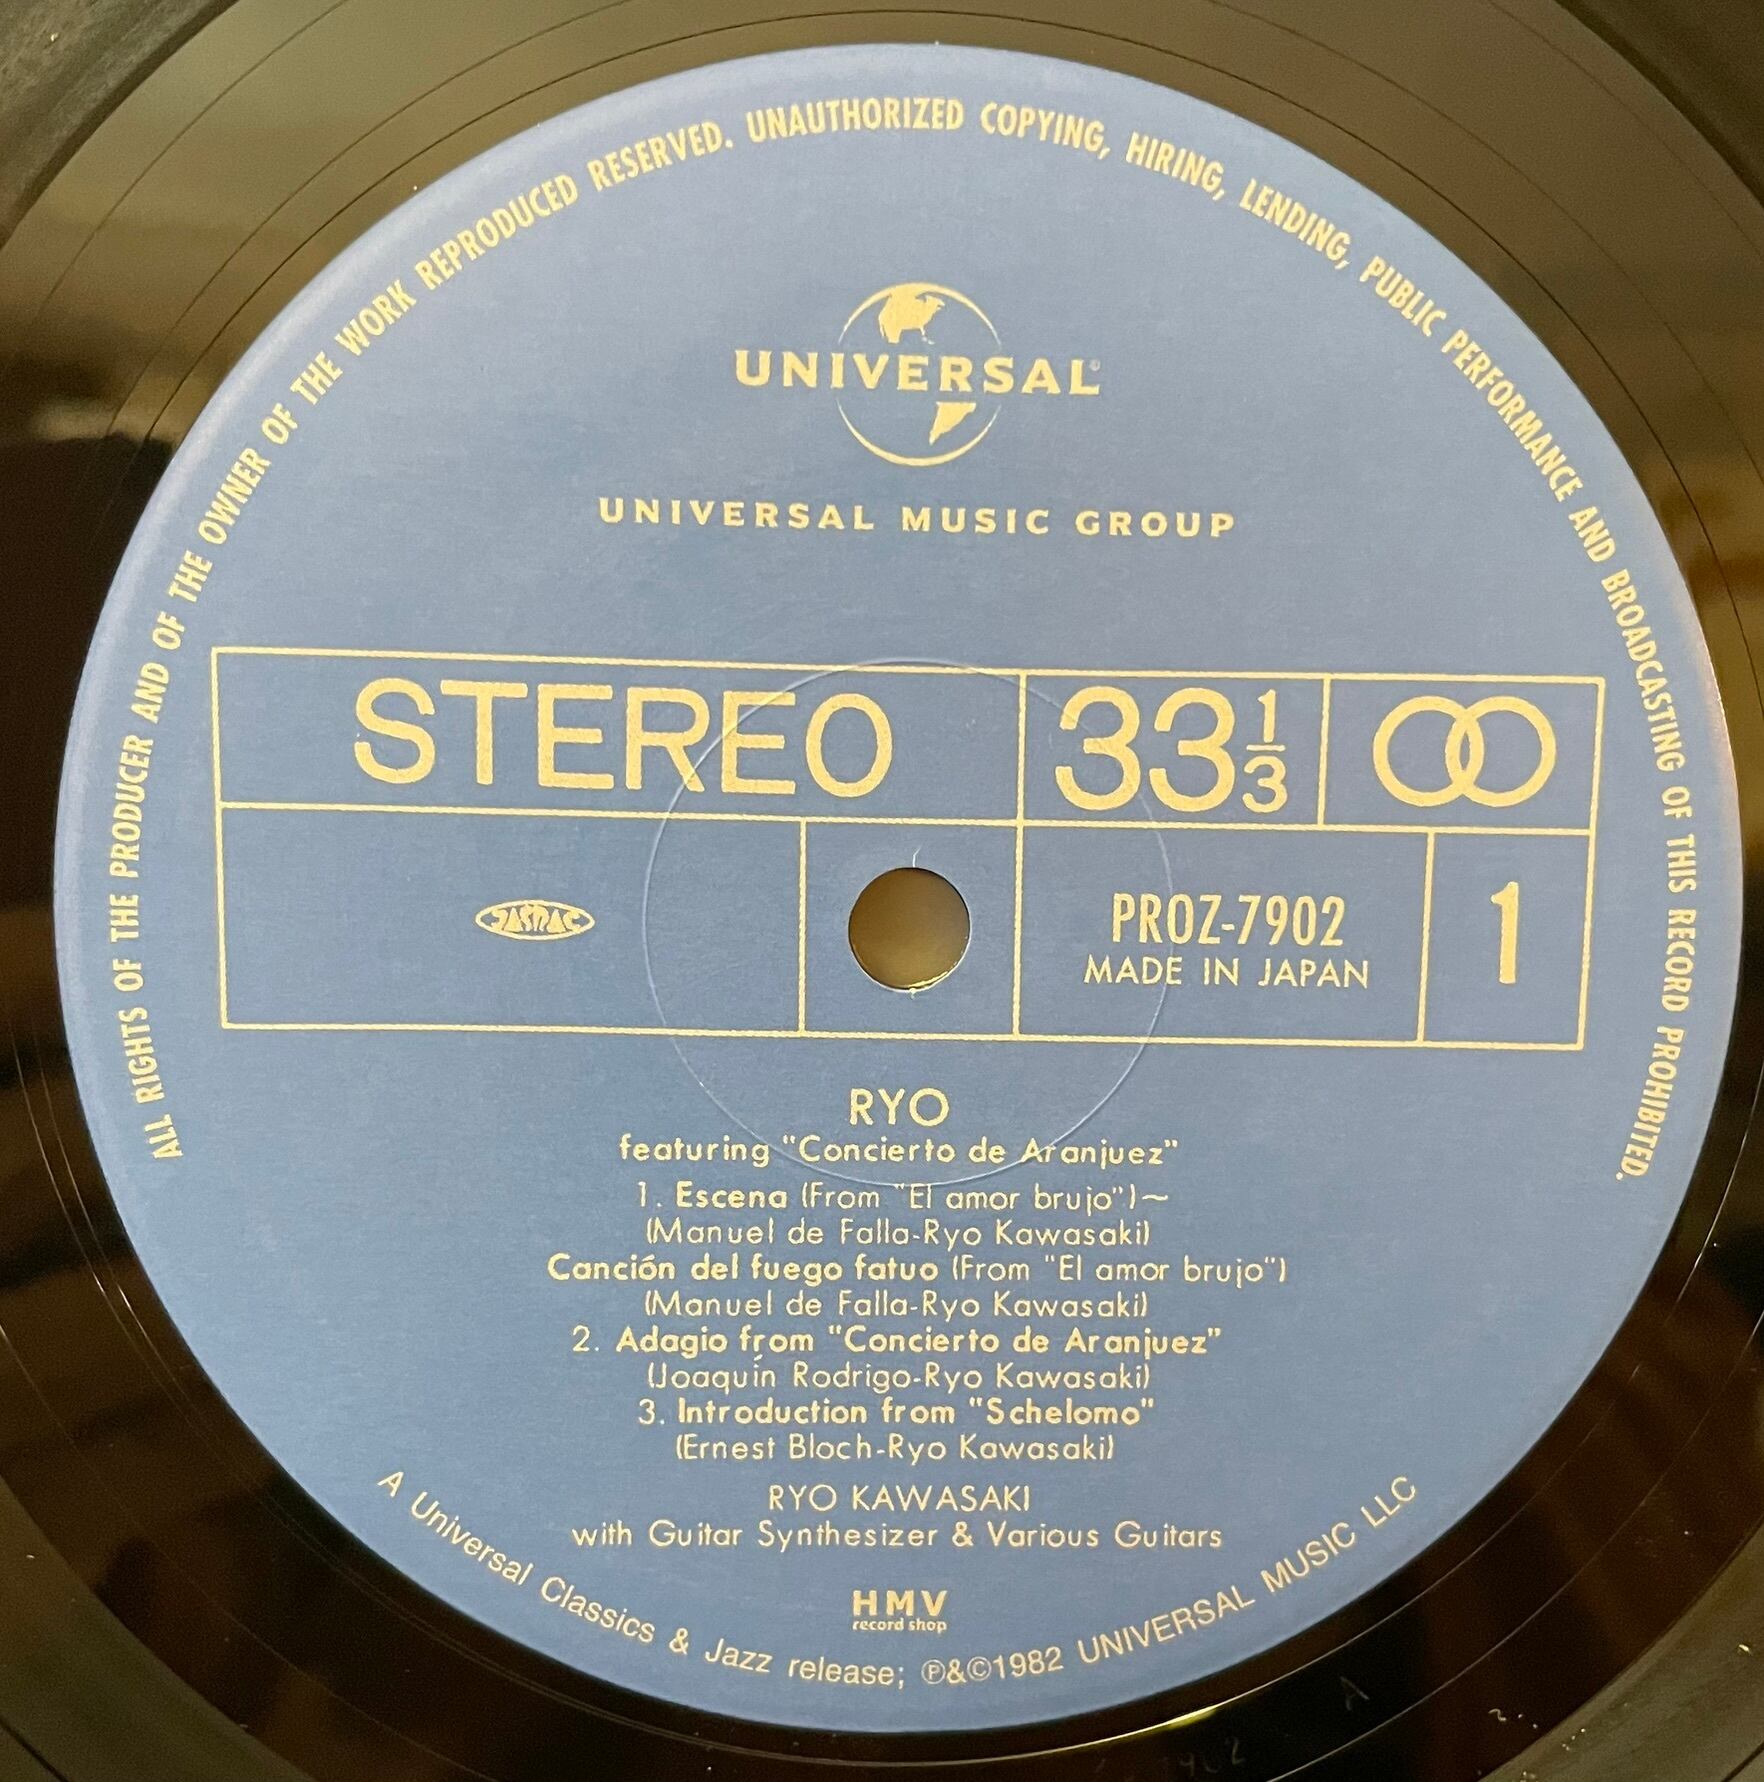 ALL RIGHTS OF THE PRODUCER AND OF THE OWNER OF THE WORK REPRODUCED RESERVED. UNAUTHORIZED COPYING, HIRING, LENDING, PUBLIC PERFORMANCE AND BROADCASTING OF THIS RECORD PROHIBITED.
UNIVERSAL®
UNIVERSAL MUSIC GROUP
STEREO 33 1/3
JASRAC
PROZ-7902 1
MADE IN JAPAN
RYO
featuring "Concierto de Aranjuez"
1. Escena (From "El amor brujo")~
(Manuel de Falla-Ryo Kawasaki)
Canción del fuego fatuo (From "El amor brujo")
(Manuel de Falla-Ryo Kawasaki)
2. Adagio from "Concierto de Aranjuez"
(Joaquín Rodrigo-Ryo Kawasaki)
3. Introduction from "Schelomo"
(Ernest Bloch-Ryo Kawasaki)
RYO KAWASAKI
with Guitar Synthesizer & Various Guitars
HMV
record shop
A Universal Classics & Jazz release; ℗&©1982 UNIVERSAL MUSIC LLC